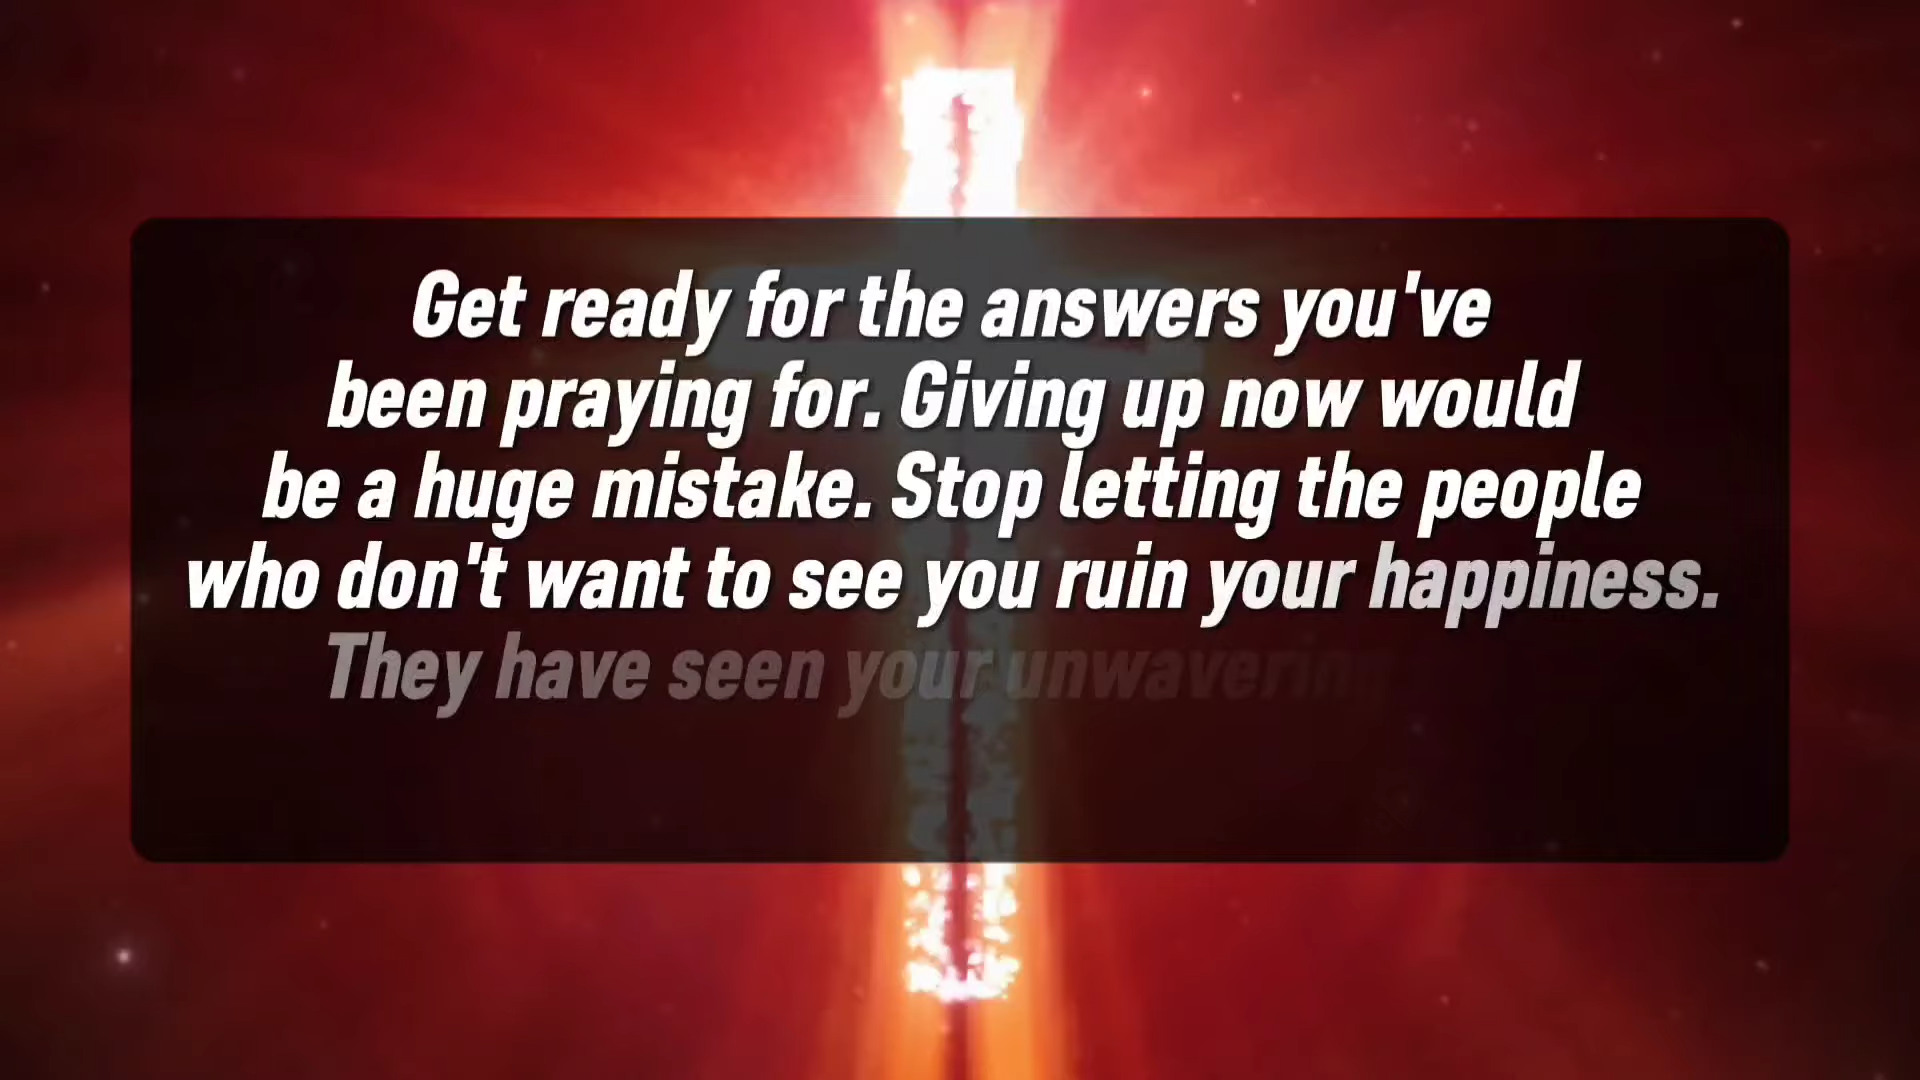 Get ready for the answers you've
been praying for. Giving up now would
be a huge mistake. Stop letting the people
who don't want to see you ruin your happiness.
They have seen your unwavering